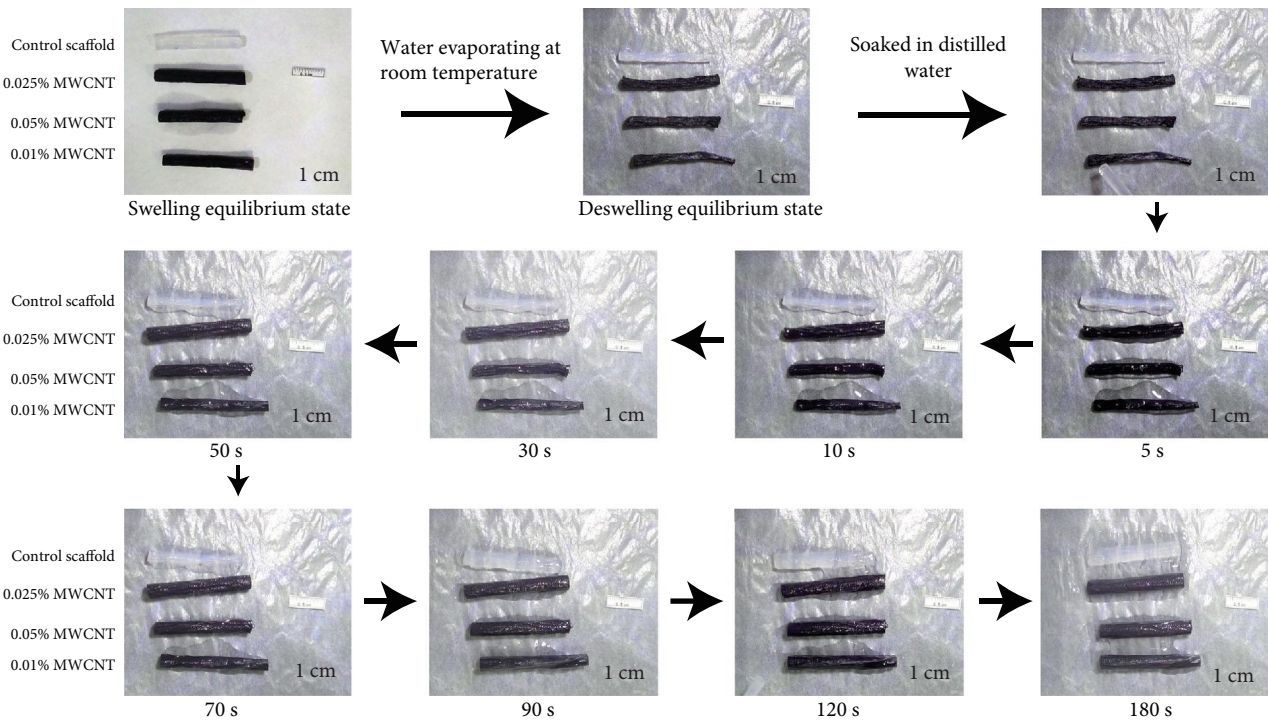 Control scaffold
0.025% MWCNT
0.05% MWCNT
0.01% MWCNT
1 cm
Swelling equilibrium state
Water evaporating at
room temperature
1 cm
Deswelling equilibrium state
Soaked in distilled
water
1 cm
Control scaffold
0.025% MWCNT
0.05% MWCNT
0.01% MWCNT
1 cm
50 s
1 cm
30 s
1 cm
10 s
1 cm
5 s
Control scaffold
0.025% MWCNT
0.05% MWCNT
0.01% MWCNT
1 cm
70 s
1 cm
90 s
1 cm
120 s
1 cm
180 s